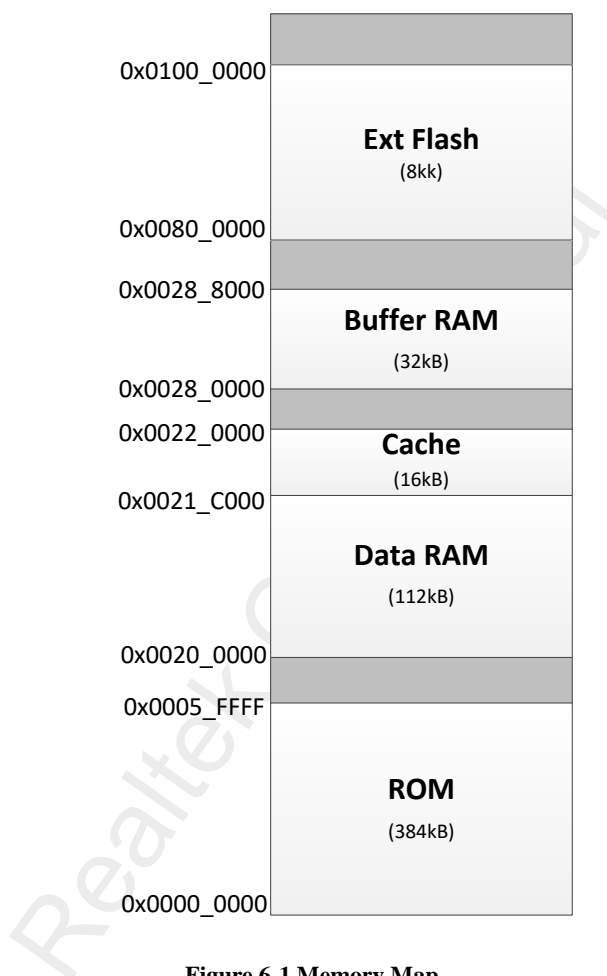 0x0100_0000
Ext Flash
(8kk)
0x0080_0000
0x0028_8000
Buffer RAM
(32kB)
0x0028_0000
0x0022_0000
Cache
(16kB)
0x0021_C000
Data RAM
(112kB)
0x0020_0000
0x0005_FFFF
ROM
(384kB)
0x0000_0000
Realtek
Figure 6-1 Memory Map